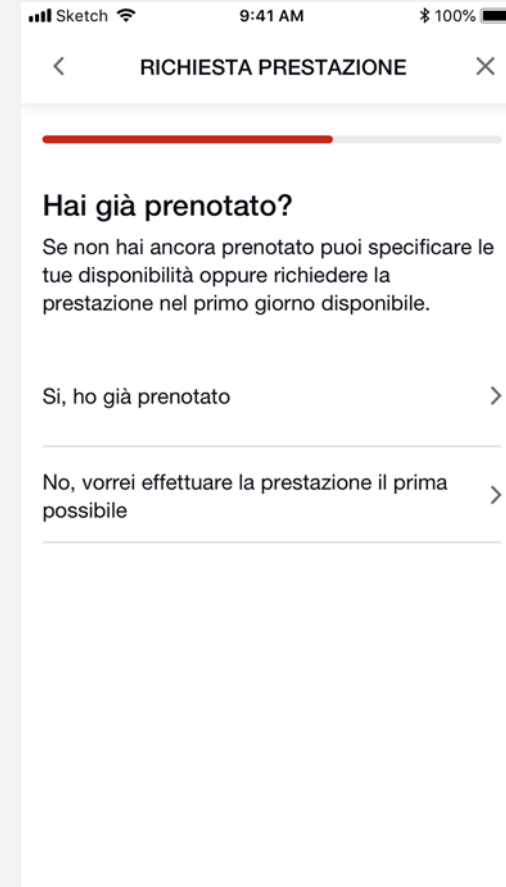 Sketch 9:41 AM 100%
RICHIESTA PRESTAZIONE
Hai già prenotato?
Se non hai ancora prenotato puoi specificare le
tue disponibilità oppure richiedere la
prestazione nel primo giorno disponibile.
Si, ho già prenotato
No, vorrei effettuare la prestazione il prima
possibile